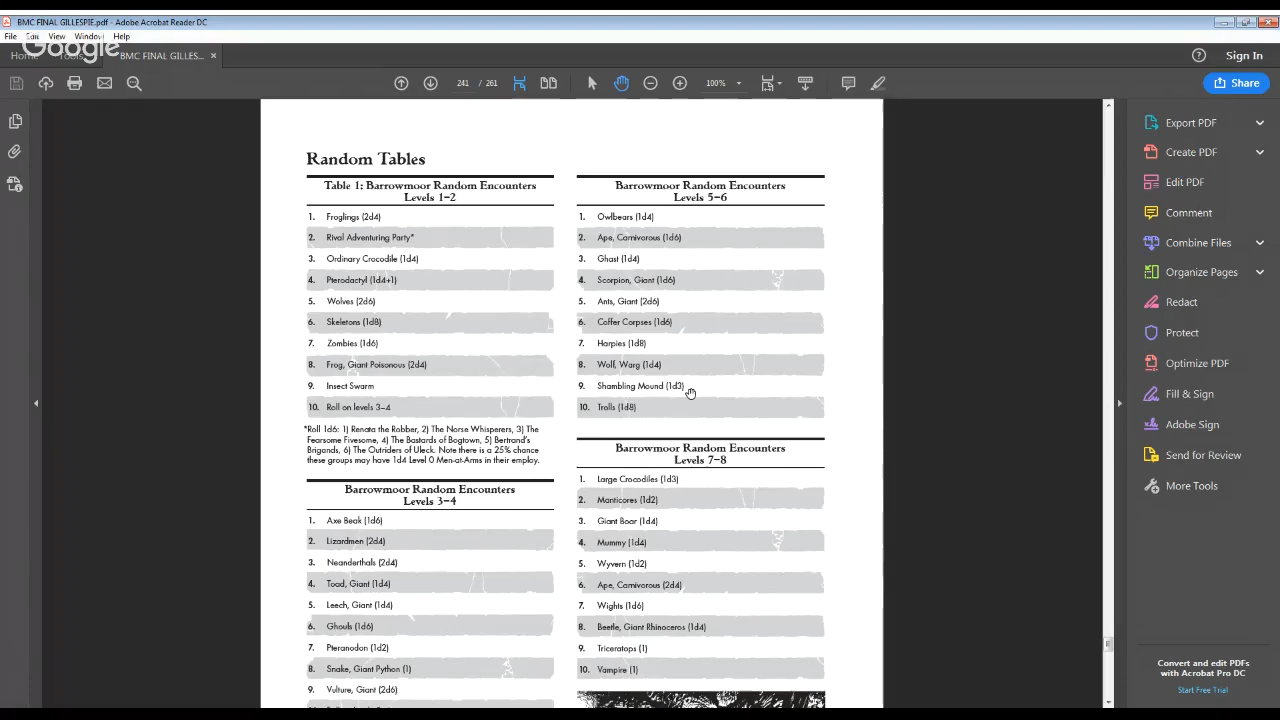 BMC FINAL GILLESPIE.pdf - Adobe Acrobat Reader DC
File Edit View Window Help
Google
Home Tools BMC FINAL GILLES... ×
Sign In
241 / 261
100%
Share
Random Tables
Table 1: Barrowmoor Random Encounters
Levels 1–2
1. Froglings (2d4)
2. Rival Adventuring Party*
3. Ordinary Crocodile (1d4)
4. Pterodactyl (1d4+1)
5. Wolves (2d6)
6. Skeletons (1d8)
7. Zombies (1d6)
8. Frog, Giant Poisonous (2d4)
9. Insect Swarm
10. Roll on levels 3–4
*Roll 1d6: 1) Renata the Robber, 2) The Norse Whisperers, 3) The
Fearsome Fivesome, 4) The Bastards of Bogtown, 5) Bertrand's
Brigands, 6) The Outriders of Uleck. Note there is a 25% chance
these groups may have 1d4 Level 0 Men-at-Arms in their employ.
Barrowmoor Random Encounters
Levels 3–4
1. Axe Beak (1d6)
2. Lizardmen (2d4)
3. Neanderthals (2d4)
4. Toad, Giant (1d4)
5. Leech, Giant (1d4)
6. Ghouls (1d6)
7. Pteranodon (1d2)
8. Snake, Giant Python (1)
9. Vulture, Giant (2d6)
Barrowmoor Random Encounters
Levels 5–6
1. Owlbears (1d4)
2. Ape, Carnivorous (1d6)
3. Ghast (1d4)
4. Scorpion, Giant (1d6)
5. Ants, Giant (2d6)
6. Coffer Corpses (1d6)
7. Harpies (1d8)
8. Wolf, Warg (1d4)
9. Shambling Mound (1d3)
10. Trolls (1d8)
Barrowmoor Random Encounters
Levels 7–8
1. Large Crocodiles (1d3)
2. Manticores (1d2)
3. Giant Boar (1d4)
4. Mummy (1d4)
5. Wyvern (1d2)
6. Ape, Carnivorous (2d4)
7. Wights (1d6)
8. Beetle, Giant Rhinoceros (1d4)
9. Triceratops (1)
10. Vampire (1)
Export PDF
Create PDF
Edit PDF
Comment
Combine Files
Organize Pages
Redact
Protect
Optimize PDF
Fill & Sign
Adobe Sign
Send for Review
More Tools
Convert and edit PDFs
with Acrobat Pro DC
Start Free Trial